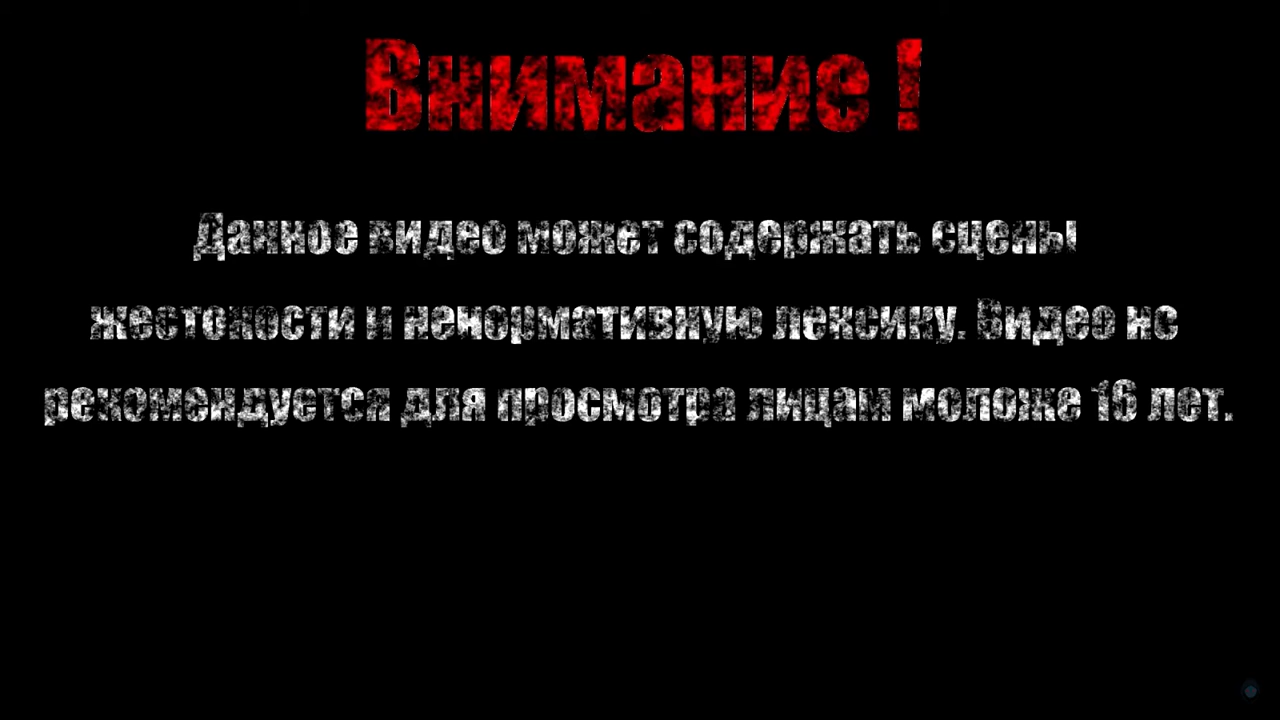 Внимание !
Данное видео может содержать сцены
жестокости и ненормативную лексику. Видео не
рекомендуется для просмотра лицам моложе 16 лет.